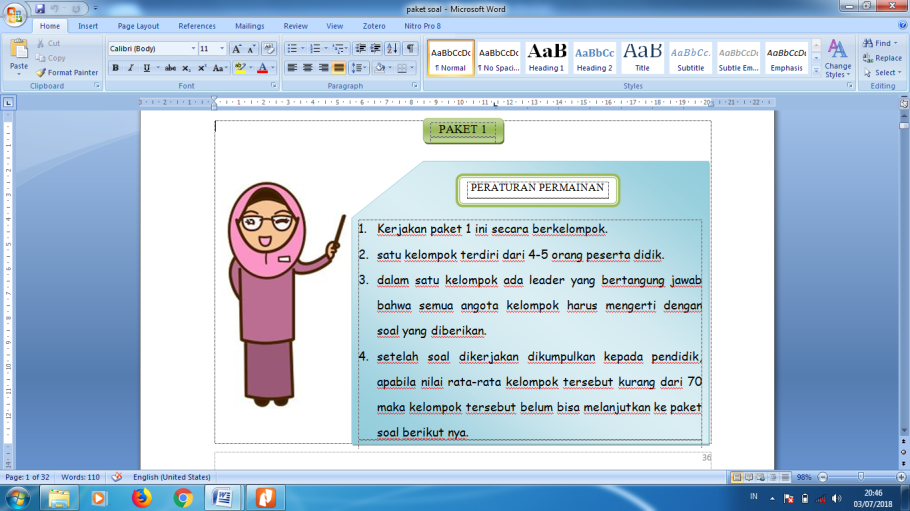 paket soal - Microsoft Word
Home Insert Page Layout References Mailings Review View Zotero Nitro Pro 8
Paste
Cut
Copy
Format Painter
Clipboard
Calibri (Body) 11
Font
Paragraph
AaBbCcDc AaBbCcDc AaBbC AaBbCc AaB AaBbCc. AaBbCcDc AaBbCcDc
¶ Normal ¶ No Spaci... Heading 1 Heading 2 Title Subtitle Subtle Em... Emphasis
Change Styles
Styles
Find
Replace
Select
Editing
PAKET 1
PERATURAN PERMAINAN
1. Kerjakan paket 1 ini secara berkelompok.
2. satu kelompok terdiri dari 4-5 orang peserta didik.
3. dalam satu kelompok ada leader yang bertangung jawab
bahwa semua angota kelompok harus mengerti dengan
soal yang diberikan.
4. setelah soal dikerjakan dikumpulkan kepada pendidik,
apabila nilai rata-rata kelompok tersebut kurang dari 70
maka kelompok tersebut belum bisa melanjutkan ke paket
soal berikut nya.
36
Page: 1 of 32 Words: 110 English (United States) 98%
IN 20:46
03/07/2018